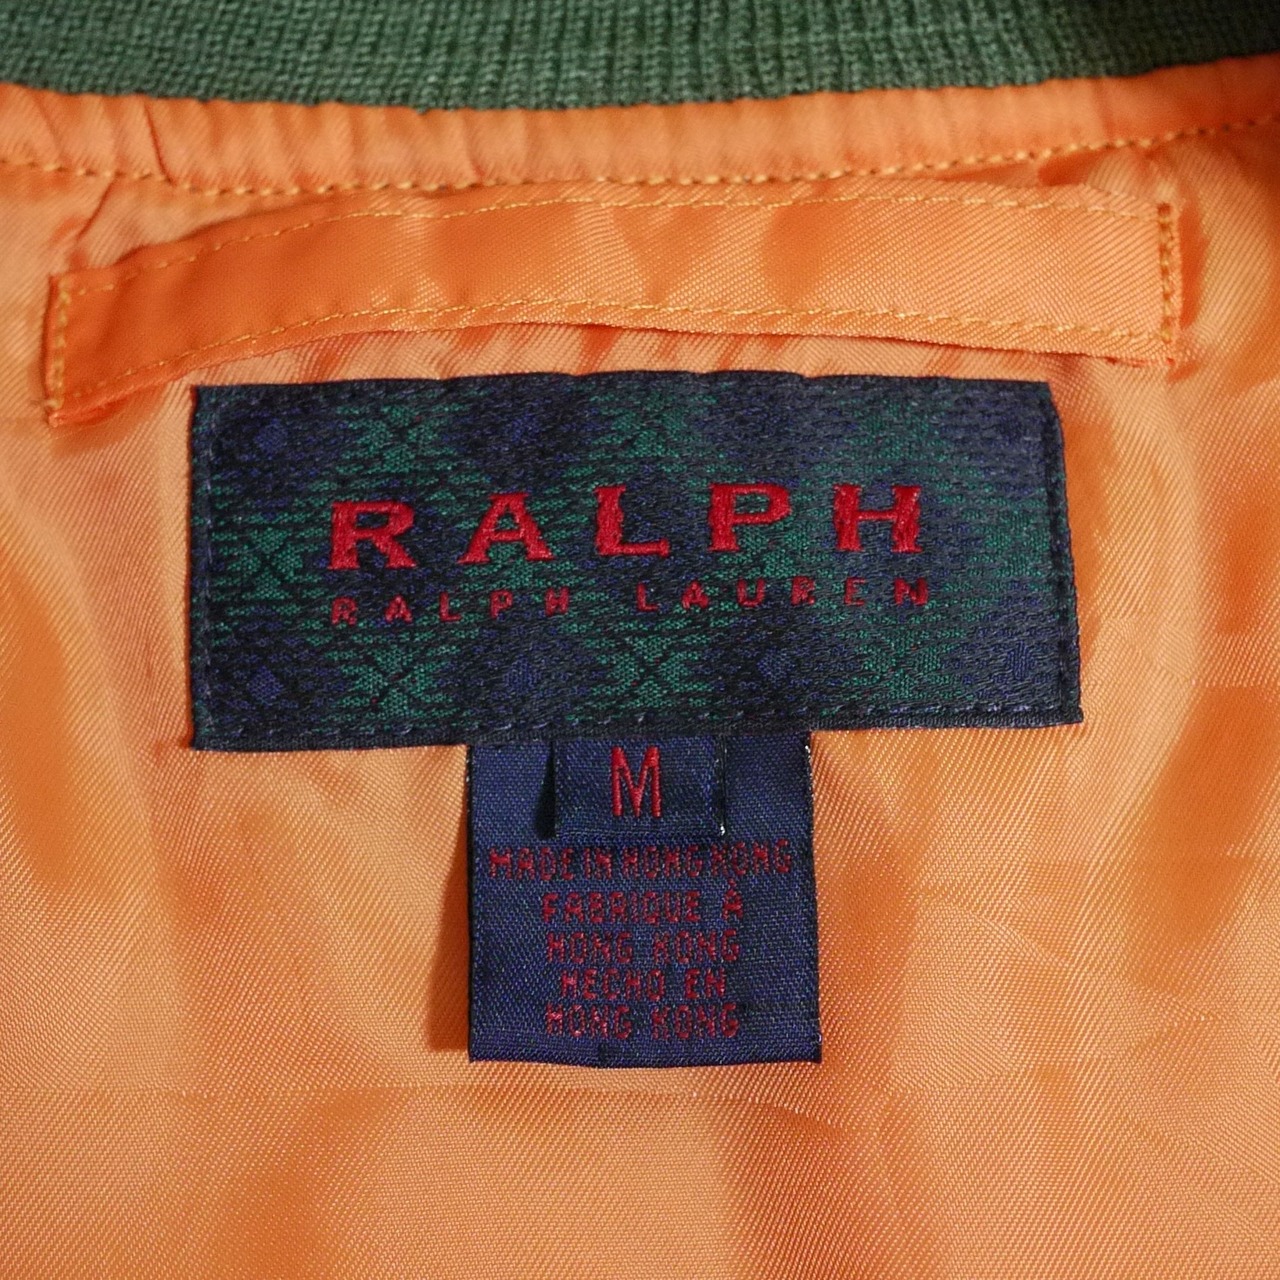 RALPH
RALPH LAUREN
M
MADE IN HONG KONG
FABRIQUE À
HONG KONG
HECHO EN
HONG KONG